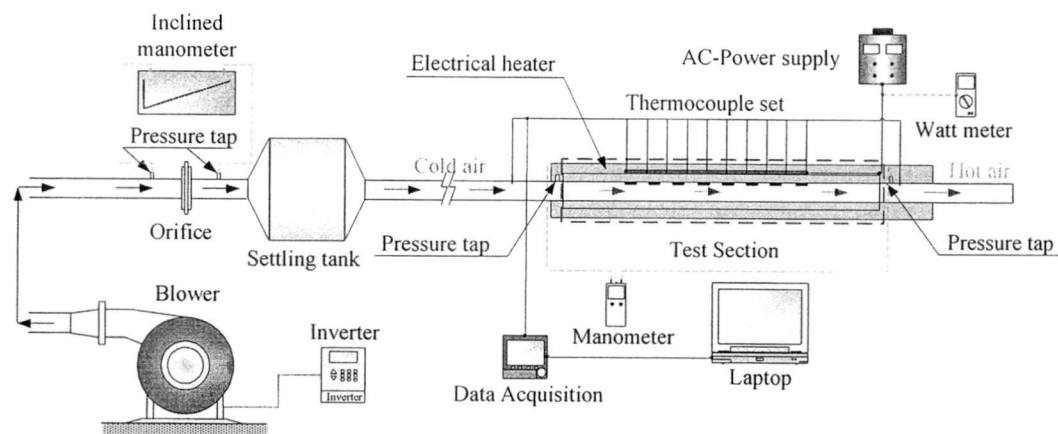 Inclined
manometer
Pressure tap
Orifice
Settling tank
Cold air
Electrical heater
Thermocouple set
AC-Power supply
Watt meter
Hot air
Pressure tap
Test Section
Pressure tap
Blower
Inverter
Inverter
Manometer
Data Acquisition
Laptop